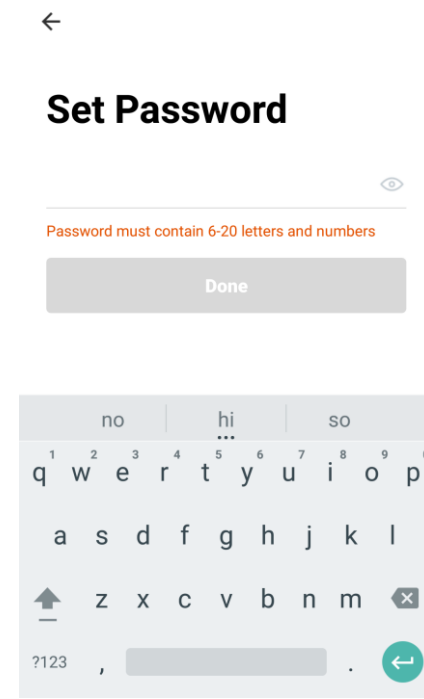 Set Password
Password must contain 6-20 letters and numbers
Done
no hi so
1 2 3 4 5 6 7 8 9
q w e r t y u i o p
a s d f g h j k l
z x c v b n m
?123 , .